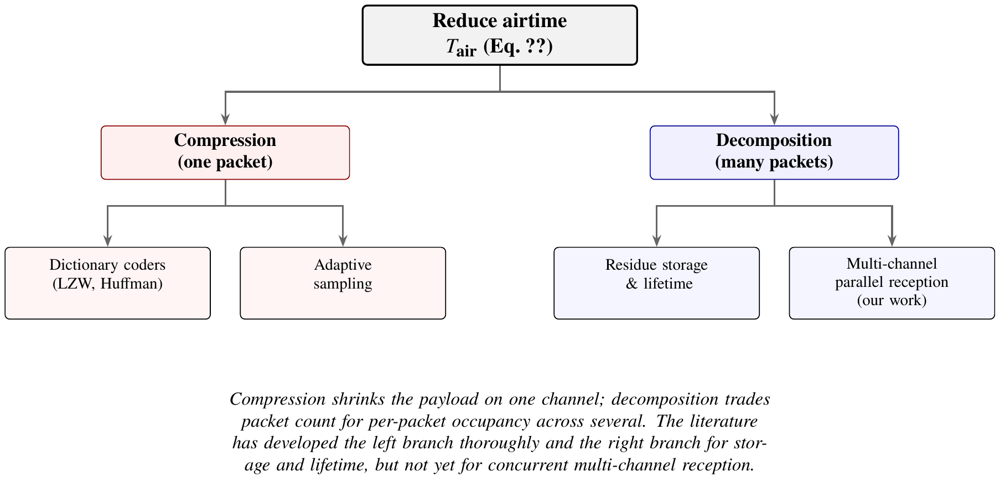 Reduce airtime
T_air (Eq. ??)
Compression
(one packet)
Decomposition
(many packets)
Dictionary coders
(LZW, Huffman)
Adaptive
sampling
Residue storage
& lifetime
Multi-channel
parallel reception
(our work)
Compression shrinks the payload on one channel; decomposition trades
packet count for per-packet occupancy across several. The literature
has developed the left branch thoroughly and the right branch for stor-
age and lifetime, but not yet for concurrent multi-channel reception.